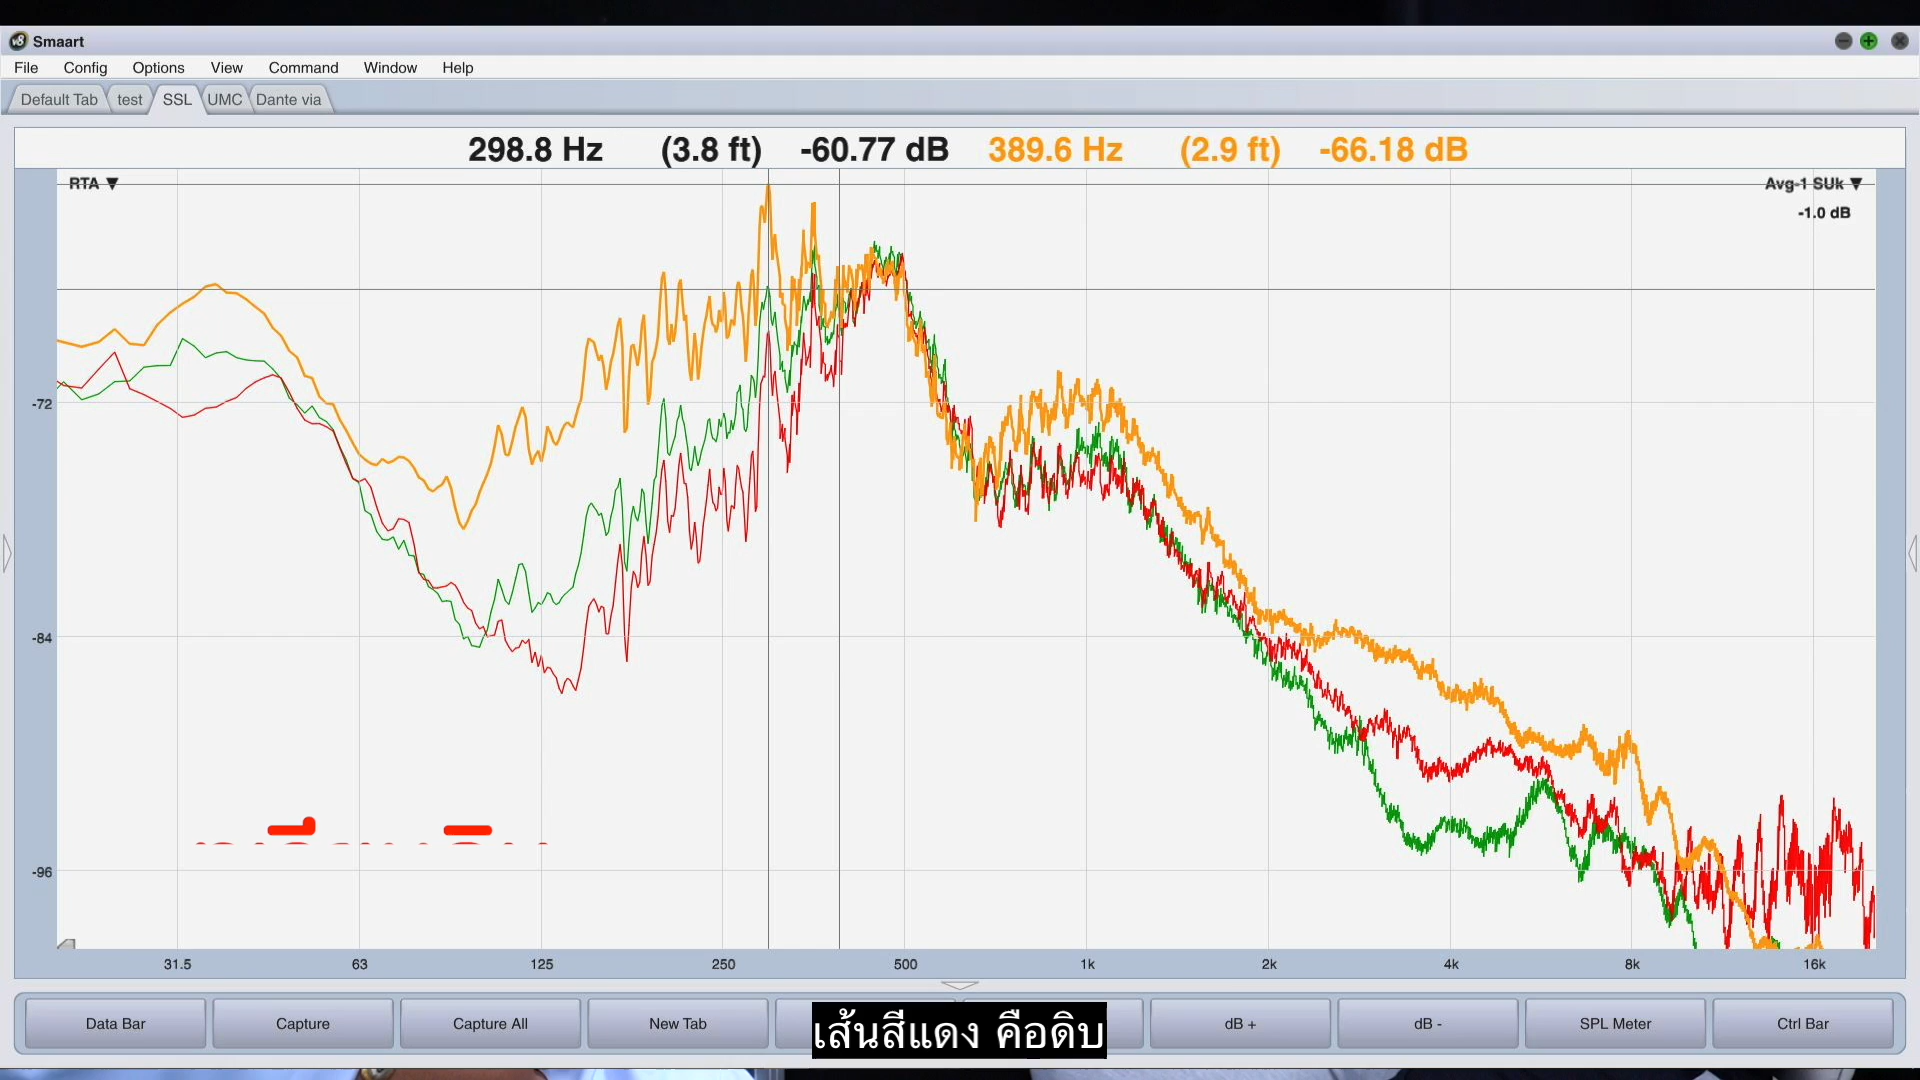 v8 Smaart
File Config Options View Command Window Help
Default Tab test SSL UMC Dante via
298.8 Hz (3.8 ft) -60.77 dB 389.6 Hz (2.9 ft) -66.18 dB
RTA ▼ Avg-1 SUk ▼
-1.0 dB
-72
-84
-96
31.5 63 125 250 500 1k 2k 4k 8k 16k
Data Bar Capture Capture All New Tab dB + dB - SPL Meter Ctrl Bar
เส้นสีแดง คือดิบ